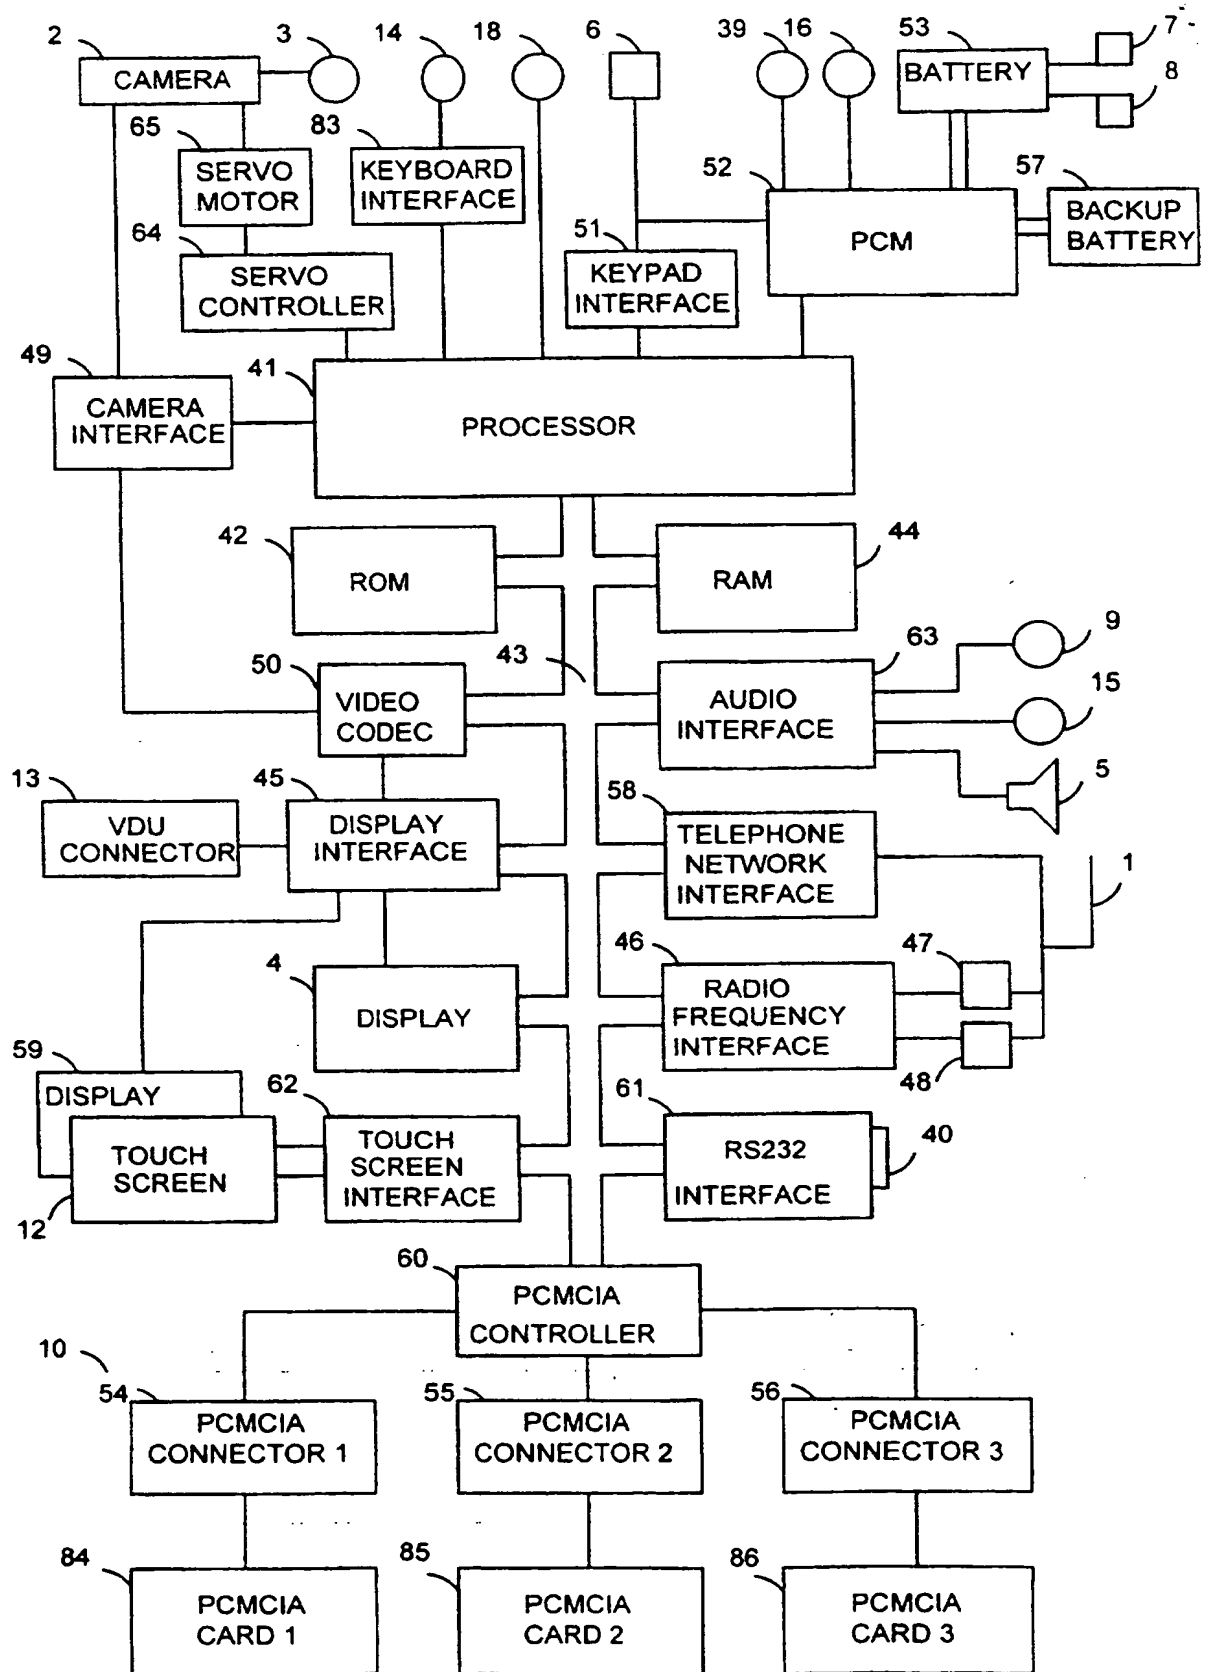 2
3
14
18
6
39
16
53
7
8
CAMERA
BATTERY
65
83
52
57
SERVO
MOTOR
KEYBOARD
INTERFACE
64
51
PCM
BACKUP
BATTERY
SERVO
CONTROLLER
KEYPAD
INTERFACE
49
41
CAMERA
INTERFACE
PROCESSOR
42
44
ROM
RAM
43
63
9
50
15
VIDEO
CODEC
AUDIO
INTERFACE
13
45
58
5
VDU
CONNECTOR
DISPLAY
INTERFACE
TELEPHONE
NETWORK
INTERFACE
1
4
46
47
DISPLAY
RADIO
FREQUENCY
INTERFACE
59
48
DISPLAY
62
61
40
TOUCH
SCREEN
TOUCH
SCREEN
INTERFACE
RS232
INTERFACE
12
60
PCMCIA
CONTROLLER
10
54
55
56
PCMCIA
CONNECTOR 1
PCMCIA
CONNECTOR 2
PCMCIA
CONNECTOR 3
84
85
86
PCMCIA
CARD 1
PCMCIA
CARD 2
PCMCIA
CARD 3